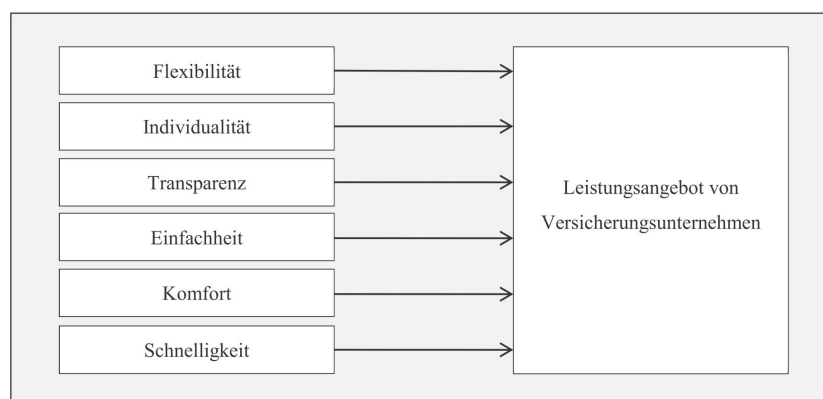 Flexibilität
Individualität
Transparenz
Einfachheit
Komfort
Schnelligkeit
Leistungsangebot von
Versicherungsunternehmen